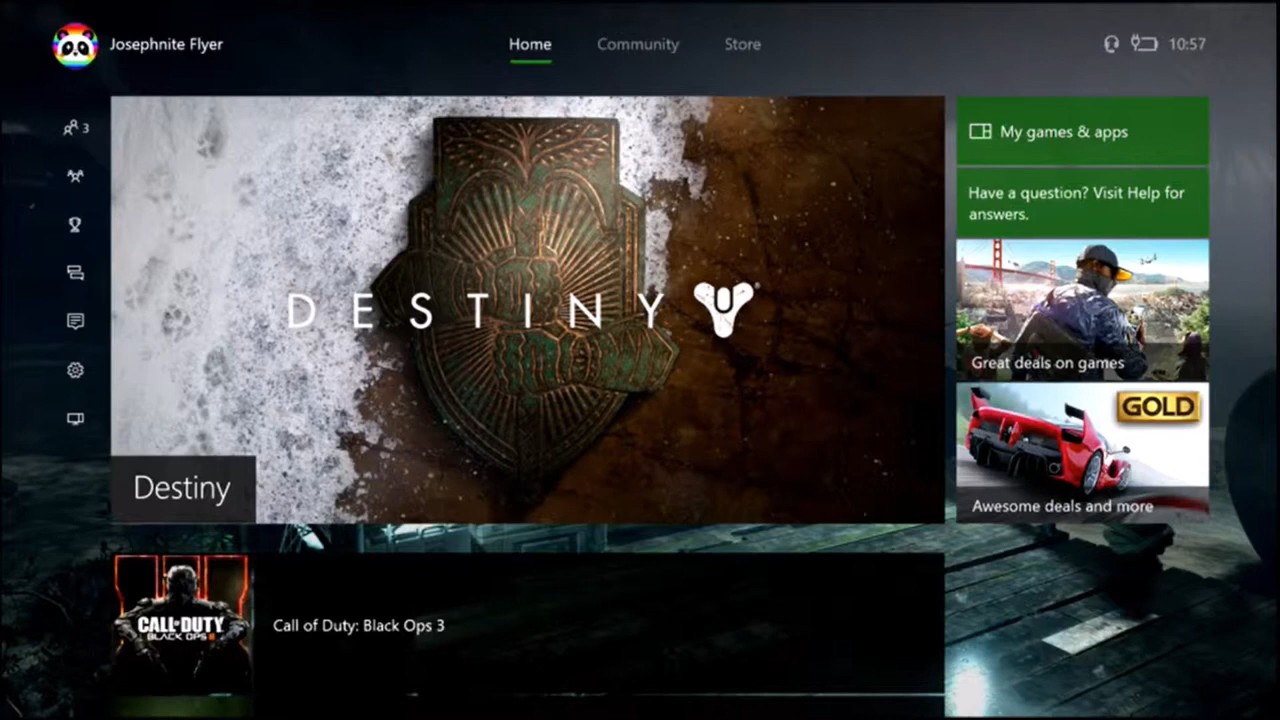 Josephnite Flyer
Home
Community
Store
10:57
3
My games & apps
Have a question? Visit Help for
answers.
DESTINY
Great deals on games
GOLD
Destiny
Awesome deals and more
CALL OF DUTY
BLACK OPS III
Call of Duty: Black Ops 3